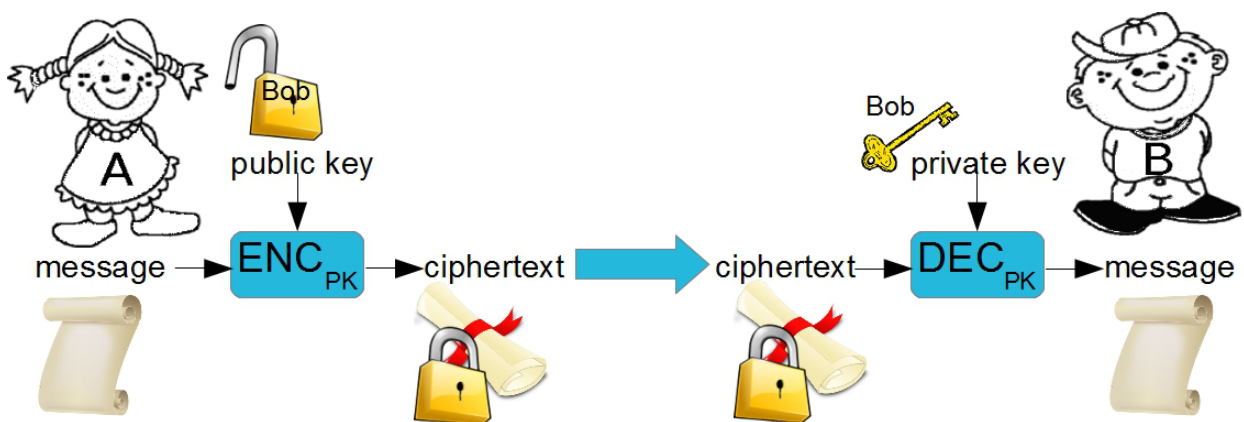 A
Bob
public key
message
ENC PK
ciphertext
ciphertext
Bob
private key
B
DEC PK
message